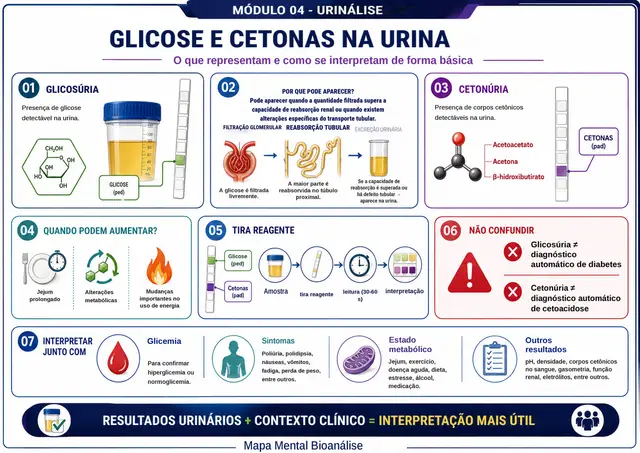 MÓDULO 04 - URINÁLISE
GLICOSE E CETONAS NA URINA
O que representam e como se interpretam de forma básica
01 GLICOSÚRIA
Presença de glicose
detectável na urina.
CH₂OH
O
OH
HO
OH
OH
GLICOSE
(pad)
02
POR QUE PODE APARECER?
Pode aparecer quando a quantidade filtrada supera a
capacidade de reabsorção renal ou quando existem
alterações específicas do transporte tubular.
FILTRAÇÃO GLOMERULAR
A glicose é filtrada
livremente.
REABSORÇÃO TUBULAR
A maior parte é
reabsorvida no túbulo
proximal.
EXCREÇÃO URINÁRIA
Se a capacidade de
reabsorção é superada ou
há defeito tubular -
aparece na urina.
03 CETONÚRIA
Presença de corpos cetônicos
detectáveis na urina.
Acetoacetato
Acetona
β-hidroxibutirato
CETONAS
(pad)
04 QUANDO PODEM AUMENTAR?
Jejum
prolongado
Alterações
metabólicas
Mudanças
importantes no
uso de energia
05 TIRA REAGENTE
Glicose
(ped)
Cetonas
(pad)
Amostra
tira reagente
leitura (30-60
s)
interpretação
06 NÃO CONFUNDIR
Glicosúria ≠
diagnóstico
automático de diabetes
Cetonúria ≠
diagnóstico automático
de cetoacidose
07 INTERPRETAR
JUNTO COM
Glicemia
Para confirmar
hiperglicemia ou
normoglicemia.
Sintomas
Poliúria, polidipsia,
náuseas, vômitos,
fadiga, perda de peso,
entre outros.
Estado
metabólico
Jejum, exercício,
doença aguda, dieta,
estresse, álcool,
medicação.
Outros
resultados
pH, densidade, corpos cetônicos
no sangue, gasometria, função
renal, eletrólitos, entre outros.
RESULTADOS URINÁRIOS + CONTEXTO CLÍNICO = INTERPRETAÇÃO MAIS ÚTIL
Mapa Mental Bioanálise